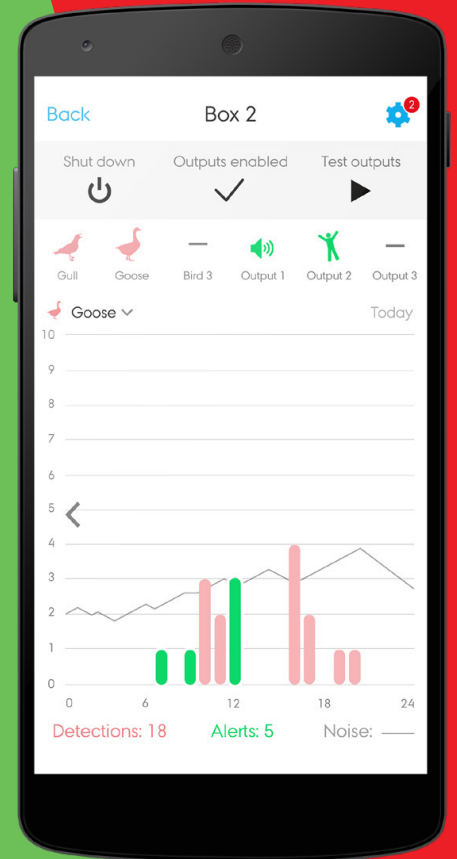 Back Box 2 2
Shut down Outputs enabled Test outputs
Gull Goose Bird 3 Output 1 Output 2 Output 3
Goose Today
10
9
8
7
6
5
4
3
2
1
0
0 6 12 18 24
Detections: 18 Alerts: 5 Noise: